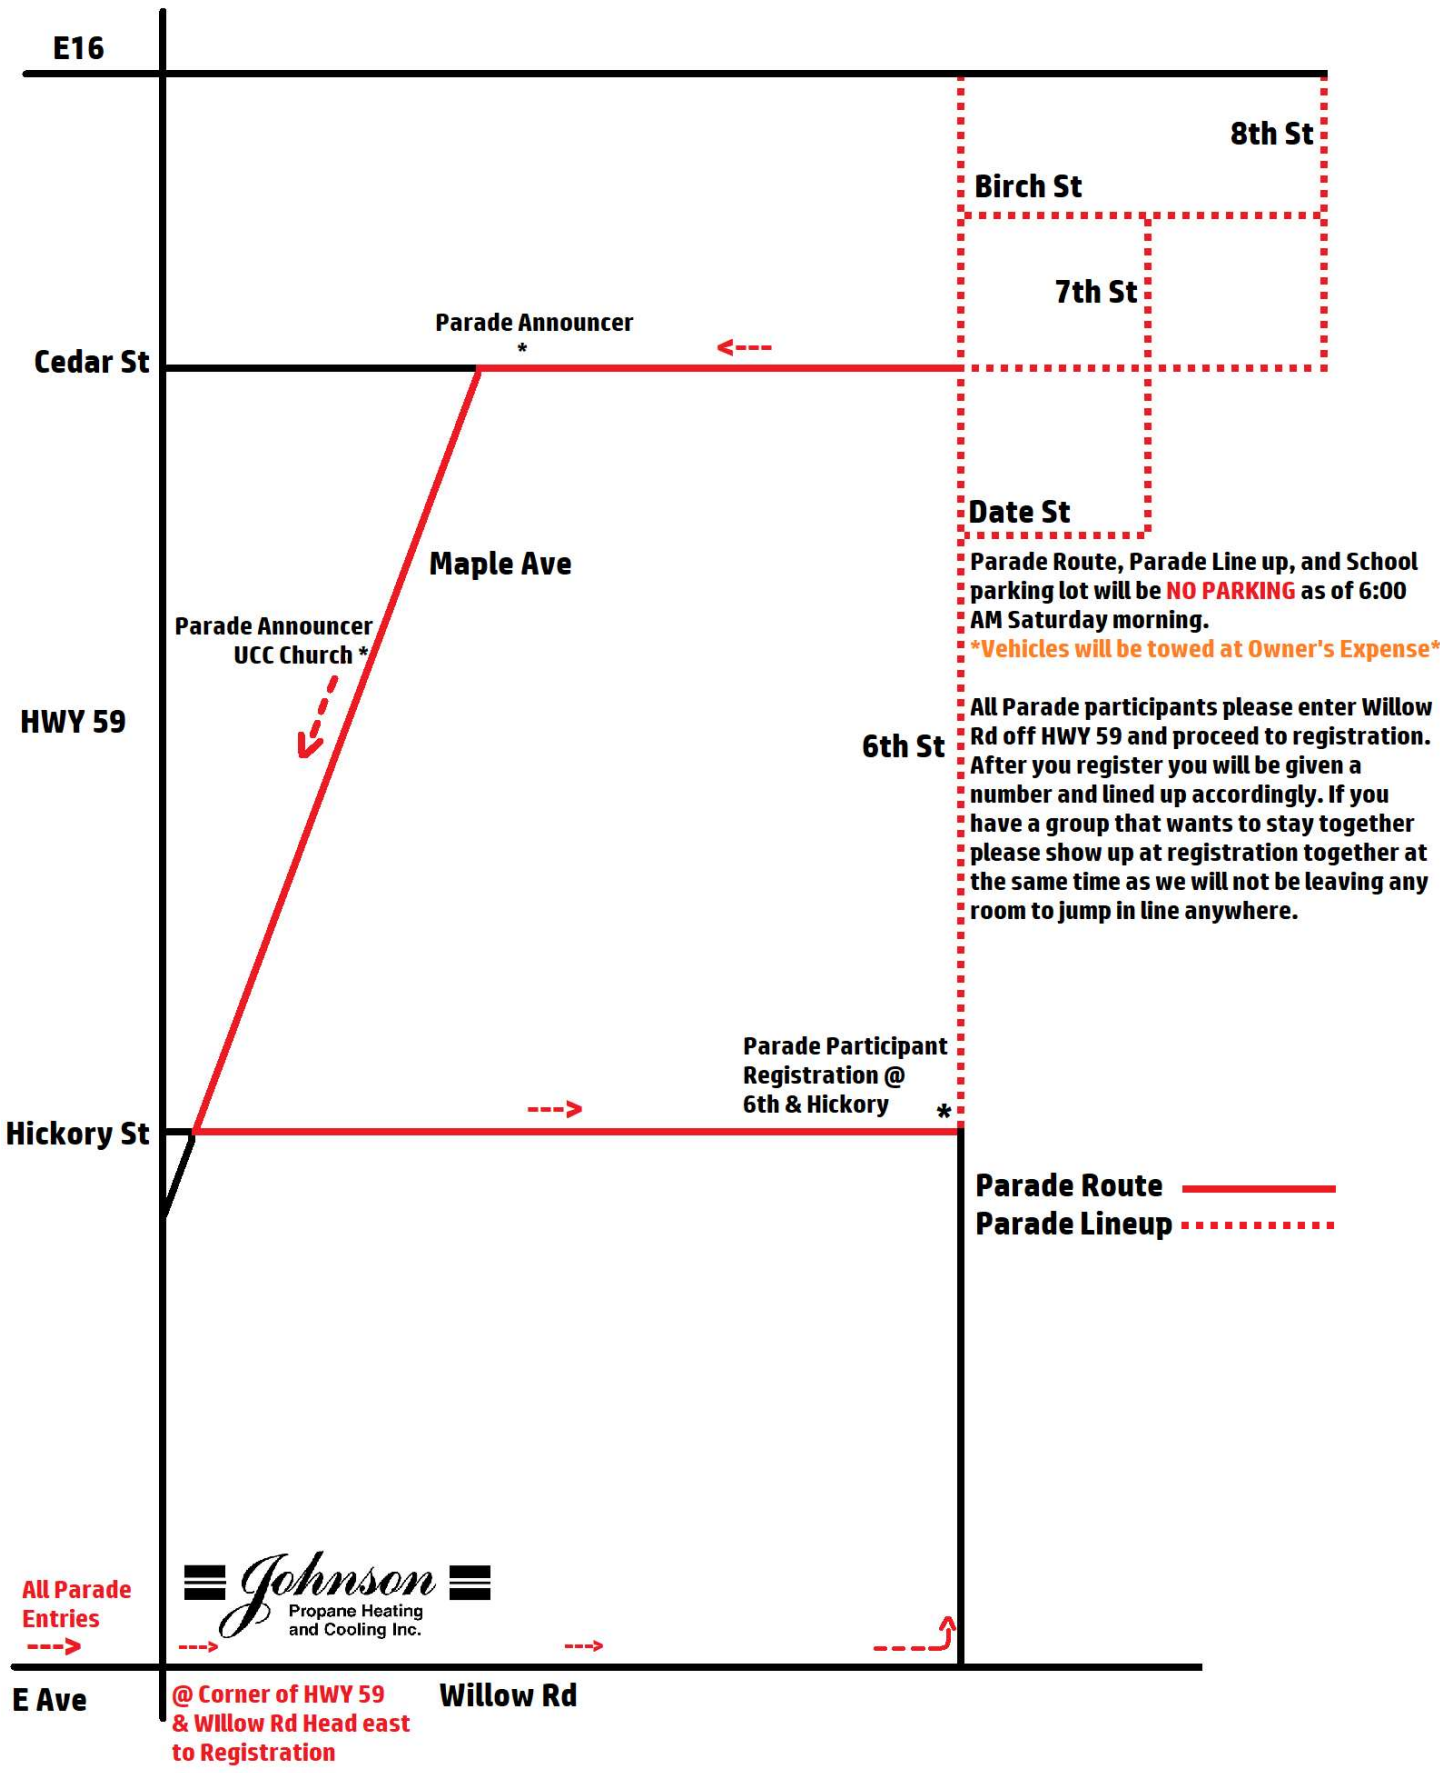 E16
8th St
Birch St
7th St
Parade Announcer
*
<---
Cedar St
Date St
Maple Ave
Parade Route, Parade Line up, and School
parking lot will be NO PARKING as of 6:00
AM Saturday morning.
*Vehicles will be towed at Owner's Expense*
Parade Announcer
UCC Church *
HWY 59
6th St
All Parade participants please enter Willow
Rd off HWY 59 and proceed to registration.
After you register you will be given a
number and lined up accordingly. If you
have a group that wants to stay together
please show up at registration together at
the same time as we will not be leaving any
room to jump in line anywhere.
Parade Participant
Registration @
6th & Hickory *
--->
Hickory St
Parade Route
Parade Lineup
Johnson
Propane Heating
and Cooling Inc.
All Parade
Entries
--->
--->
--->
E Ave
@ Corner of HWY 59
& WIllow Rd Head east
to Registration
Willow Rd